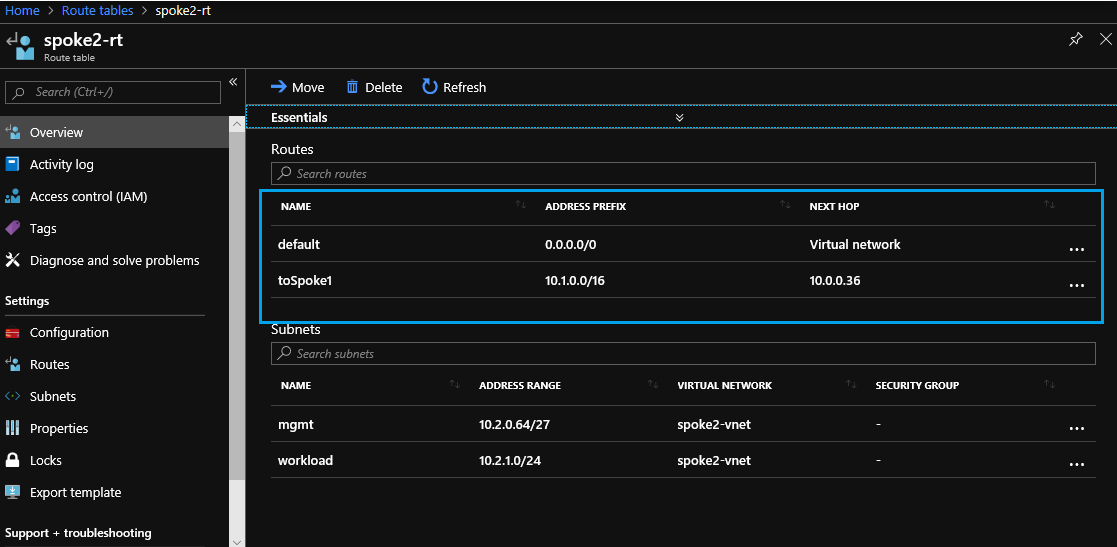 Home > Route tables > spoke2-rt
spoke2-rt
Route table
Search (Ctrl+/)
Overview
Activity log
Access control (IAM)
Tags
Diagnose and solve problems
Settings
Configuration
Routes
Subnets
Properties
Locks
Export template
Support + troubleshooting
Move Delete Refresh
Essentials
Routes
Search routes
NAME ADDRESS PREFIX NEXT HOP
default 0.0.0.0/0 Virtual network ...
toSpoke1 10.1.0.0/16 10.0.0.36 ...
Subnets
Search subnets
NAME ADDRESS RANGE VIRTUAL NETWORK SECURITY GROUP
mgmt 10.2.0.64/27 spoke2-vnet - ...
workload 10.2.1.0/24 spoke2-vnet - ...